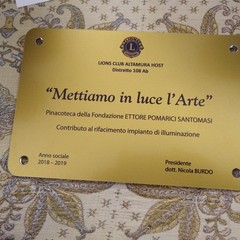 LIONS CLUB ALTAMURA HOST
Distretto 108 Ab
“Mettiamo in luce l’Arte”
Pinacoteca della Fondazione ETTORE POMARICI SANTOMASI
Contributo al rifacimento impianto di illuminazione
Anno sociale
2018 - 2019
Presidente
dott. Nicola BURDO